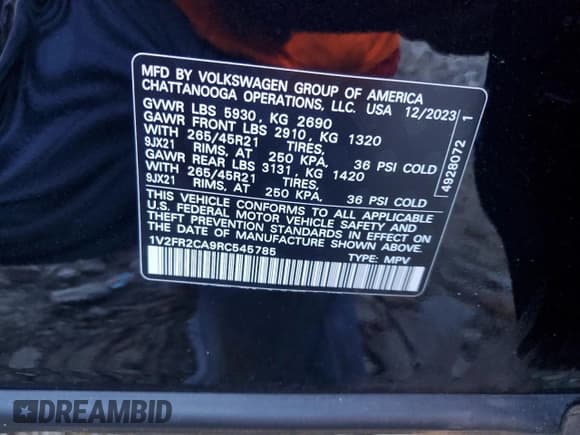 MFD BY VOLKSWAGEN GROUP OF AMERICA
CHATTANOOGA OPERATIONS, LLC. USA 12/2023
GVWR LBS 5930, KG 2690
GAWR FRONT LBS 2910, KG 1320
WITH 265/45R21 TIRES,
9JX21 RIMS, AT 250 KPA, 36 PSI COLD
GAWR REAR LBS 3131, KG 1420
WITH 265/45R21 TIRES,
9JX21 RIMS, AT 250 KPA, 36 PSI COLD
THIS VEHICLE CONFORMS TO ALL APPLICABLE
U.S. FEDERAL MOTOR VEHICLE SAFETY AND
THEFT PREVENTION STANDARDS IN EFFECT ON
THE DATE OF MANUFACTURE SHOWN ABOVE.
1V2FR2CA9RC545785
TYPE: MPV
4928072 1
DREAMBID